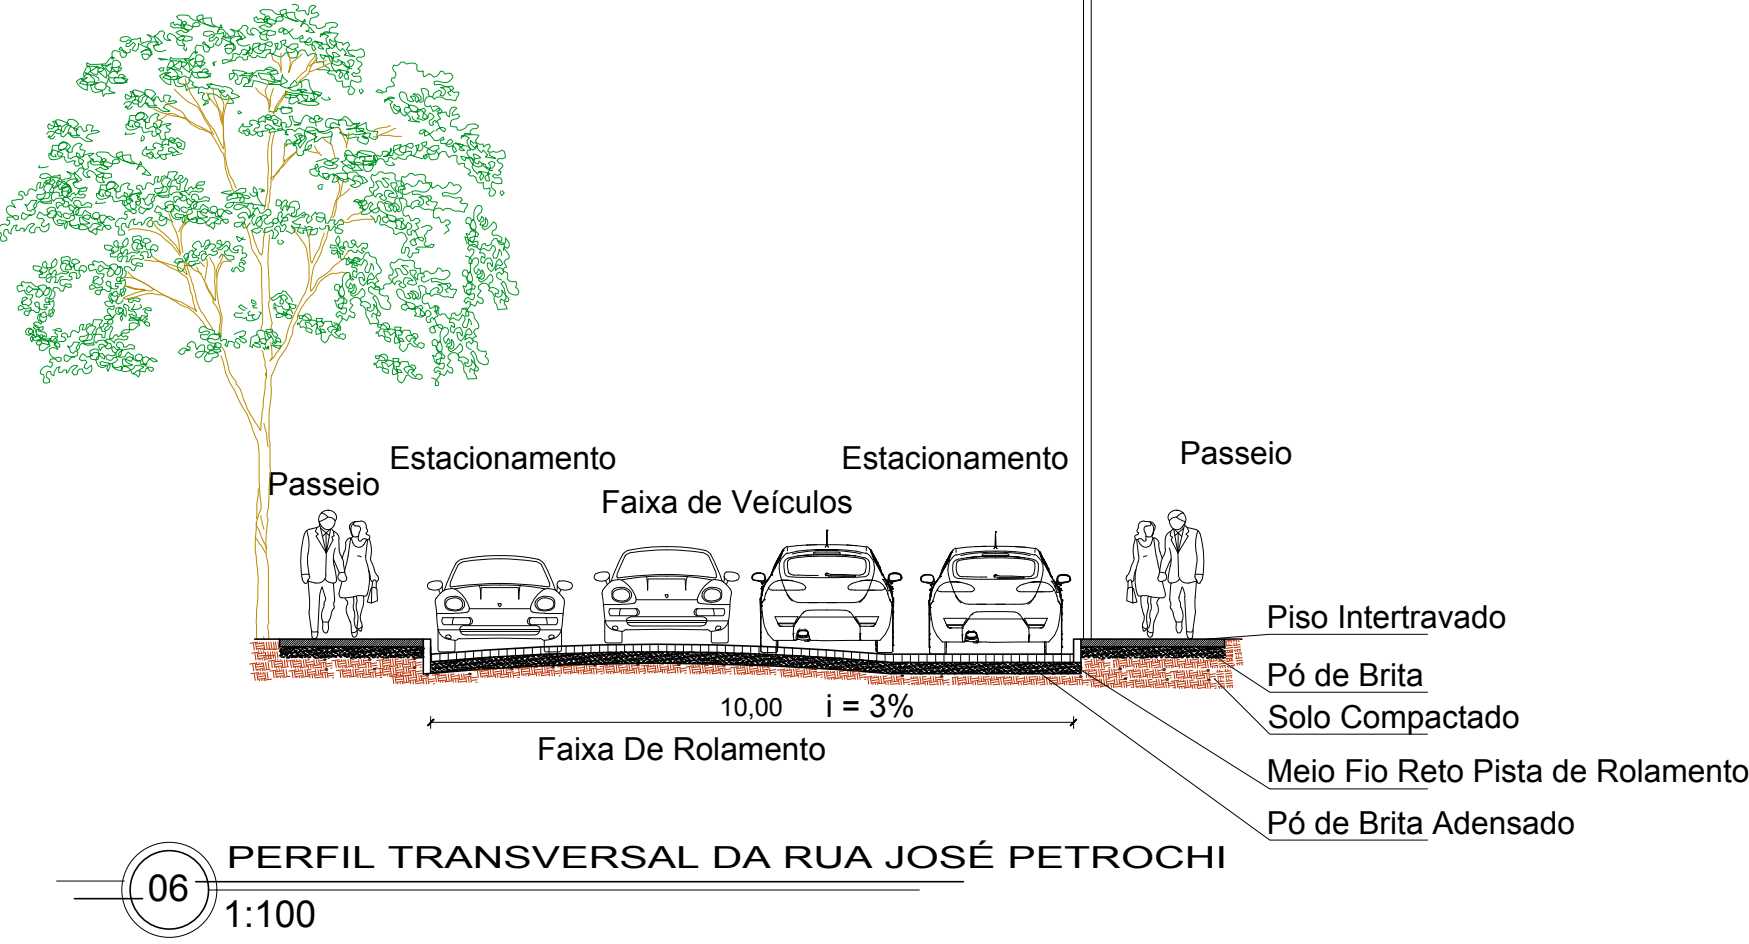 Estacionamento
Estacionamento
Passeio
Passeio
Faixa de Veículos
Piso Intertravado
Pó de Brita
Solo Compactado
10,00
i = 3%
Faixa De Rolamento
Meio Fio Reto Pista de Rolamento
Pó de Brita Adensado
PERFIL TRANSVERSAL DA RUA JOSÉ PETROCHI
06
1:100